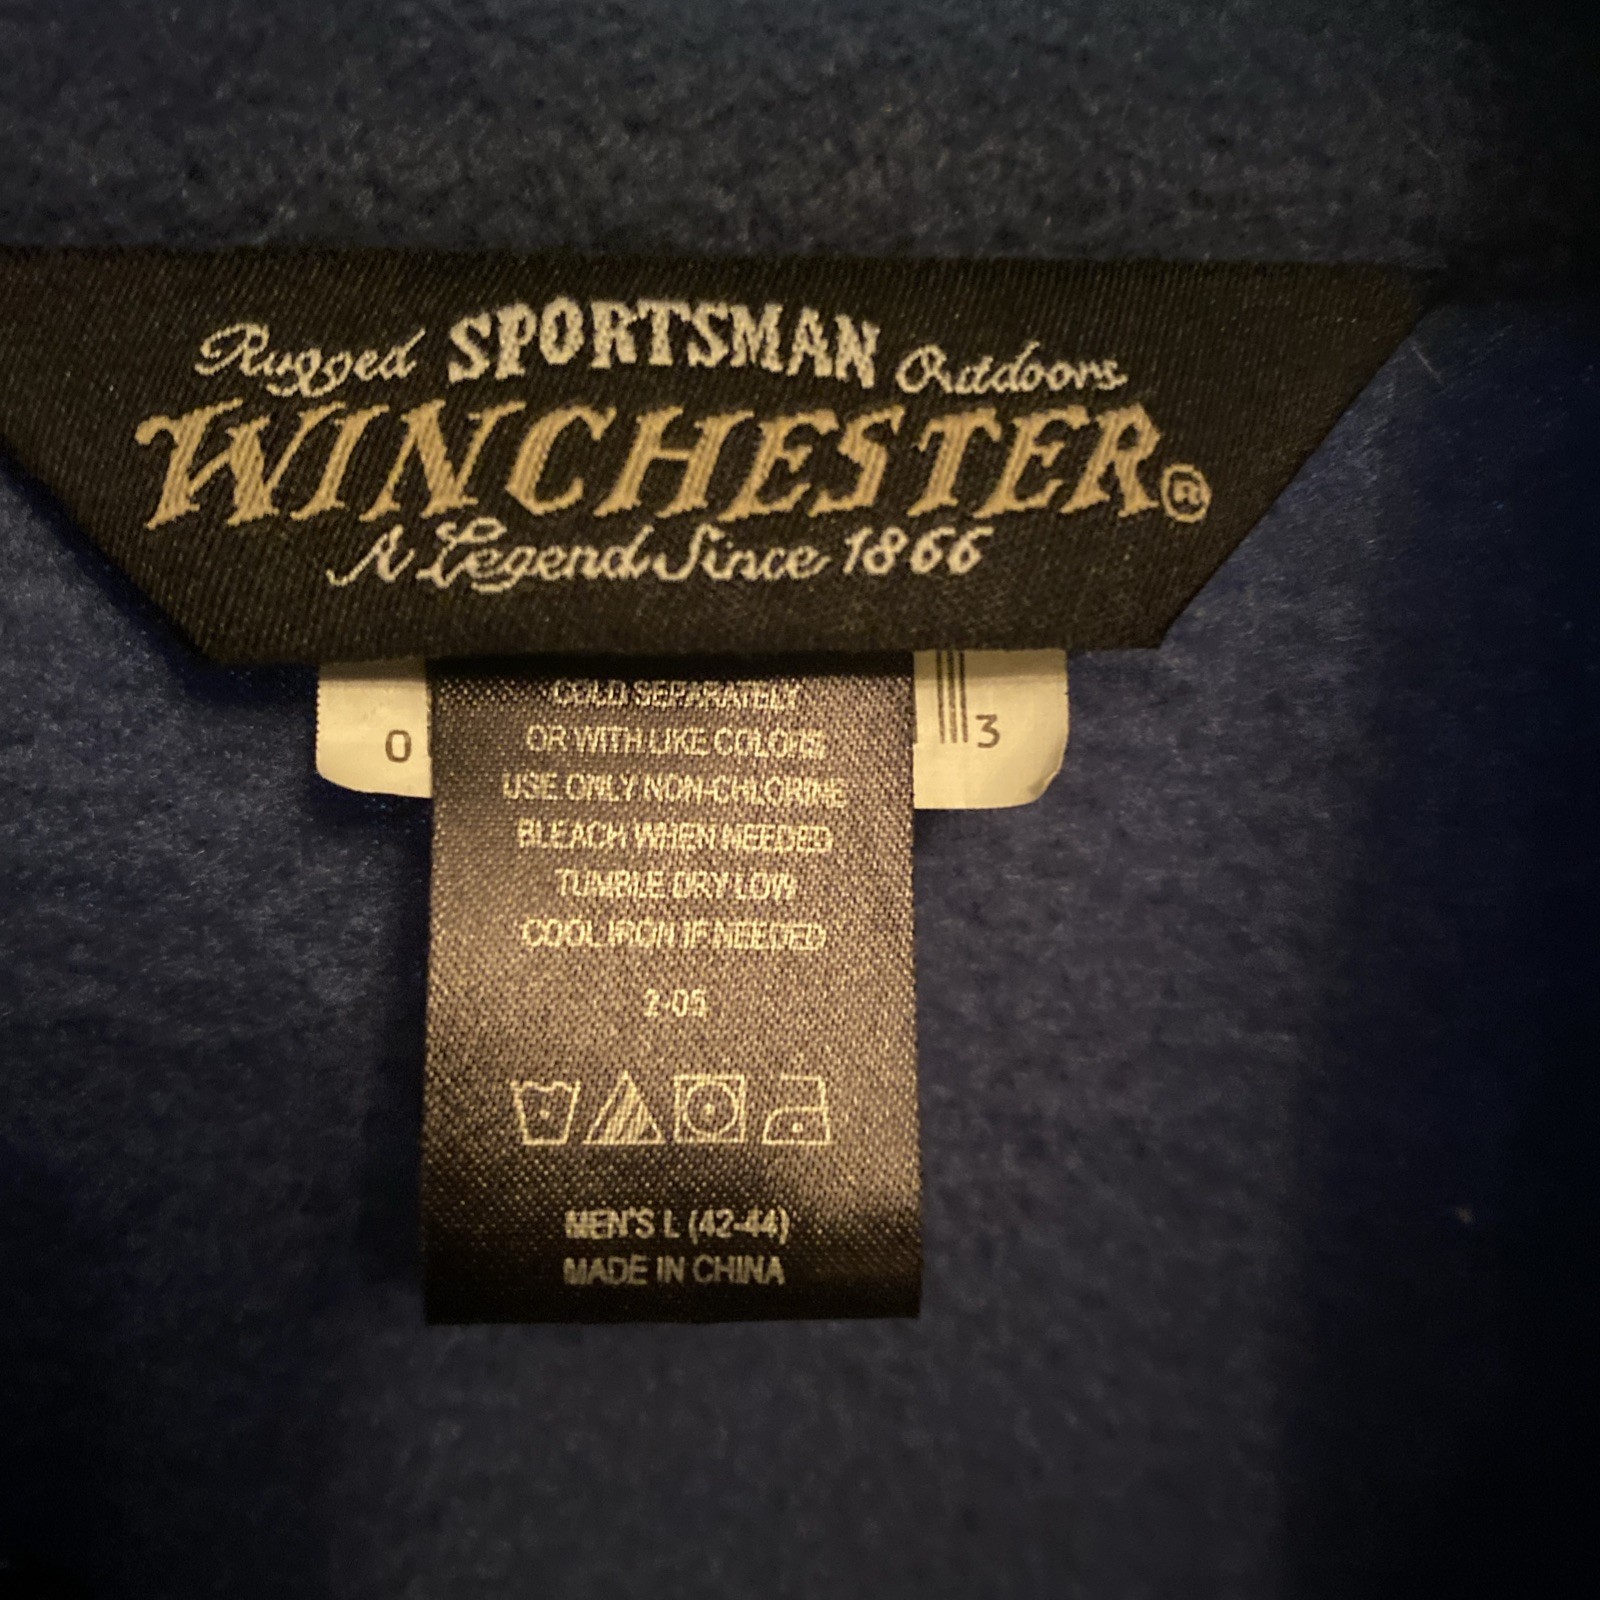 Rugged SPORTSMAN Outdoors
WINCHESTER®
A Legend Since 1866
COLD SEPARATELY
0
OR WITH LIKE COLORS
3
USE ONLY NON-CHLORINE
BLEACH WHEN NEEDED
TUMBLE DRY LOW
COOL IRON IF NEEDED
2-05
MEN'S L (42-44)
MADE IN CHINA